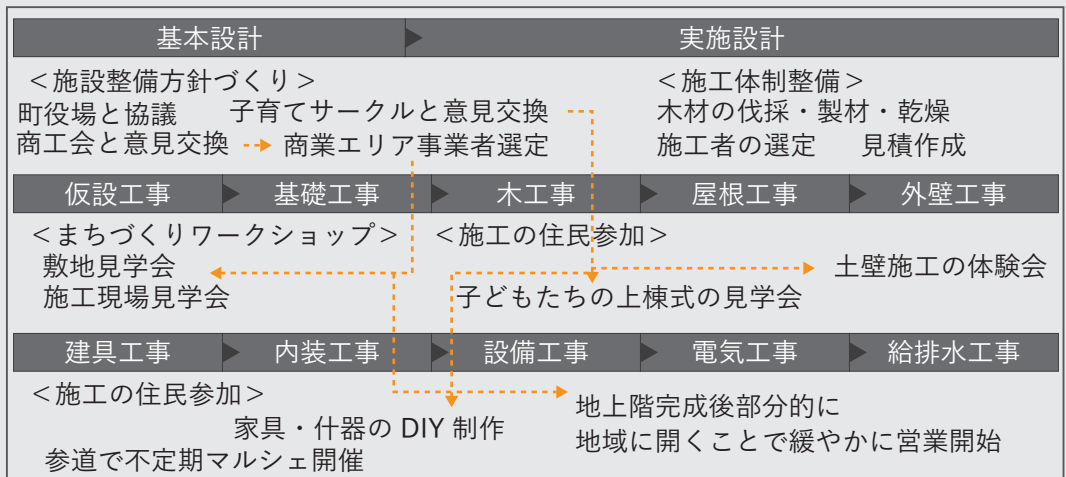 基本設計 実施設計
＜施設整備方針づくり＞ ＜施工体制整備＞
町役場と協議 子育てサークルと意見交換 木材の伐採・製材・乾燥
商工会と意見交換 商業エリア事業者選定 施工者の選定 見積作成
仮設工事 基礎工事 木工事 屋根工事 外壁工事
＜まちづくりワークショップ＞ ＜施工の住民参加＞
敷地見学会 土壁施工の体験会
施工現場見学会 子どもたちの上棟式の見学会
建具工事 内装工事 設備工事 電気工事 給排水工事
＜施工の住民参加＞
家具・什器の DIY 制作 地上階完成後部分的に
参道で不定期マルシェ開催 地域に開くことで緩やかに営業開始